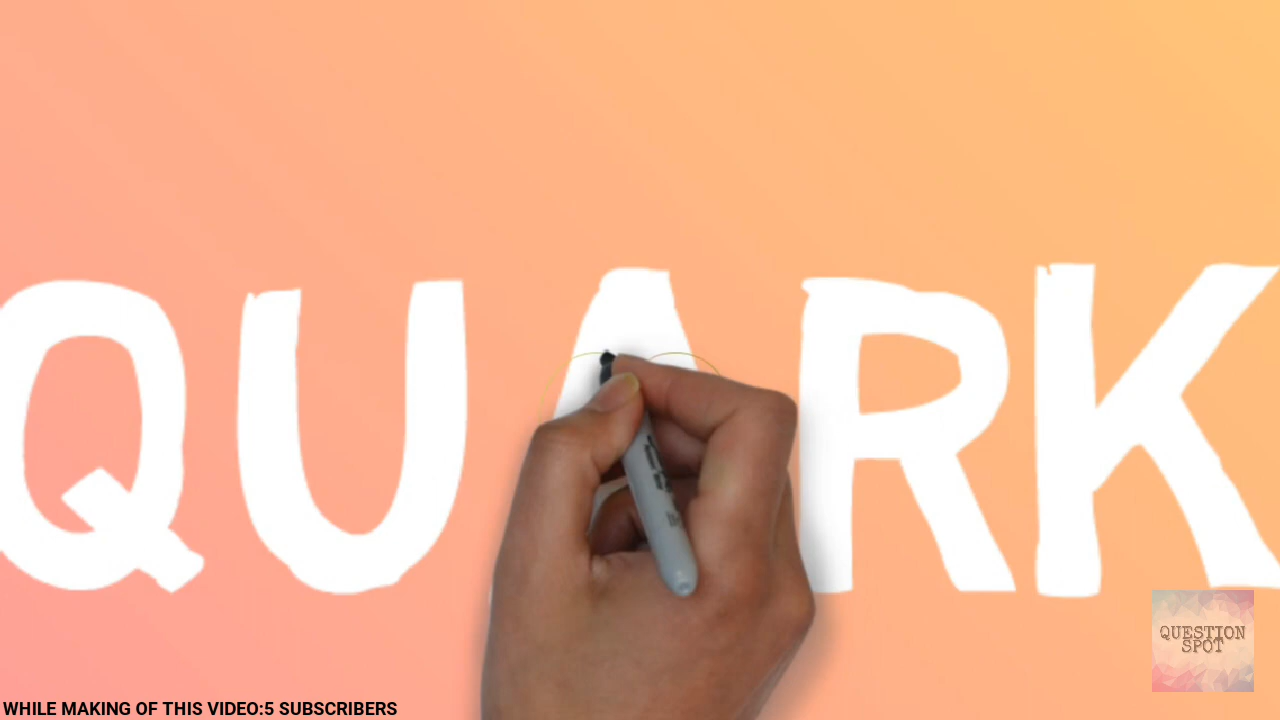 QUARK
QUESTION
SPOT
WHILE MAKING OF THIS VIDEO:5 SUBSCRIBERS